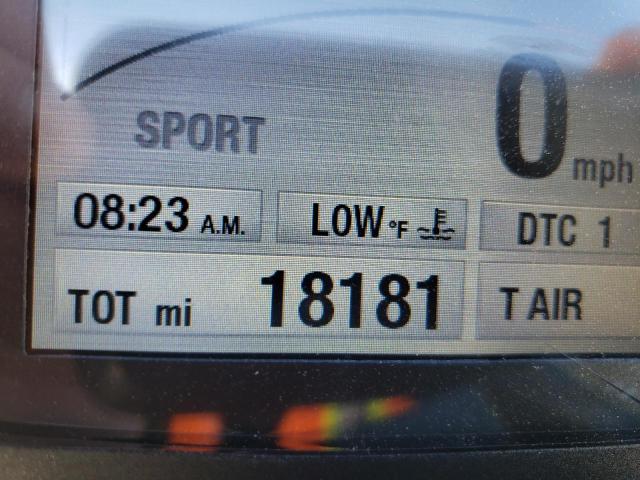 SPORT
0 mph
08:23 A.M.
LOW °F
DTC 1
TOT mi 18181
T AIR